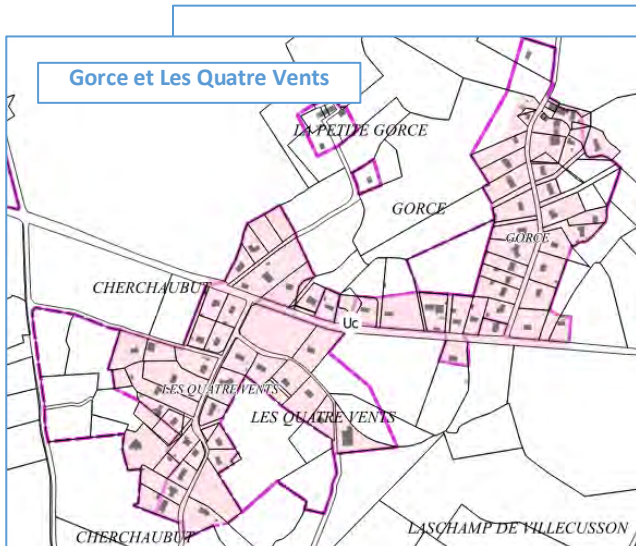 Gorce et Les Quatre Vents
LA PETITE GORCE
GORCE
GORCE
CHERCHAUBUT
Uc
LES QUATRE VENTS
LES QUATRE VENTS
CHERCHAUBUT
LASCHAMP DE VILLECUSSON